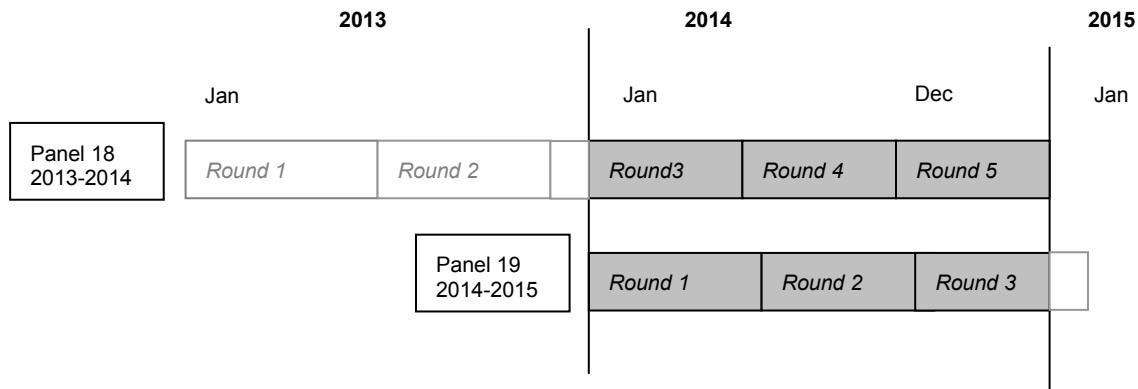 2013 2014 2015
Jan Jan Dec Jan
Panel 18
2013-2014
Round 1 Round 2 Round3 Round 4 Round 5
Panel 19
2014-2015
Round 1 Round 2 Round 3